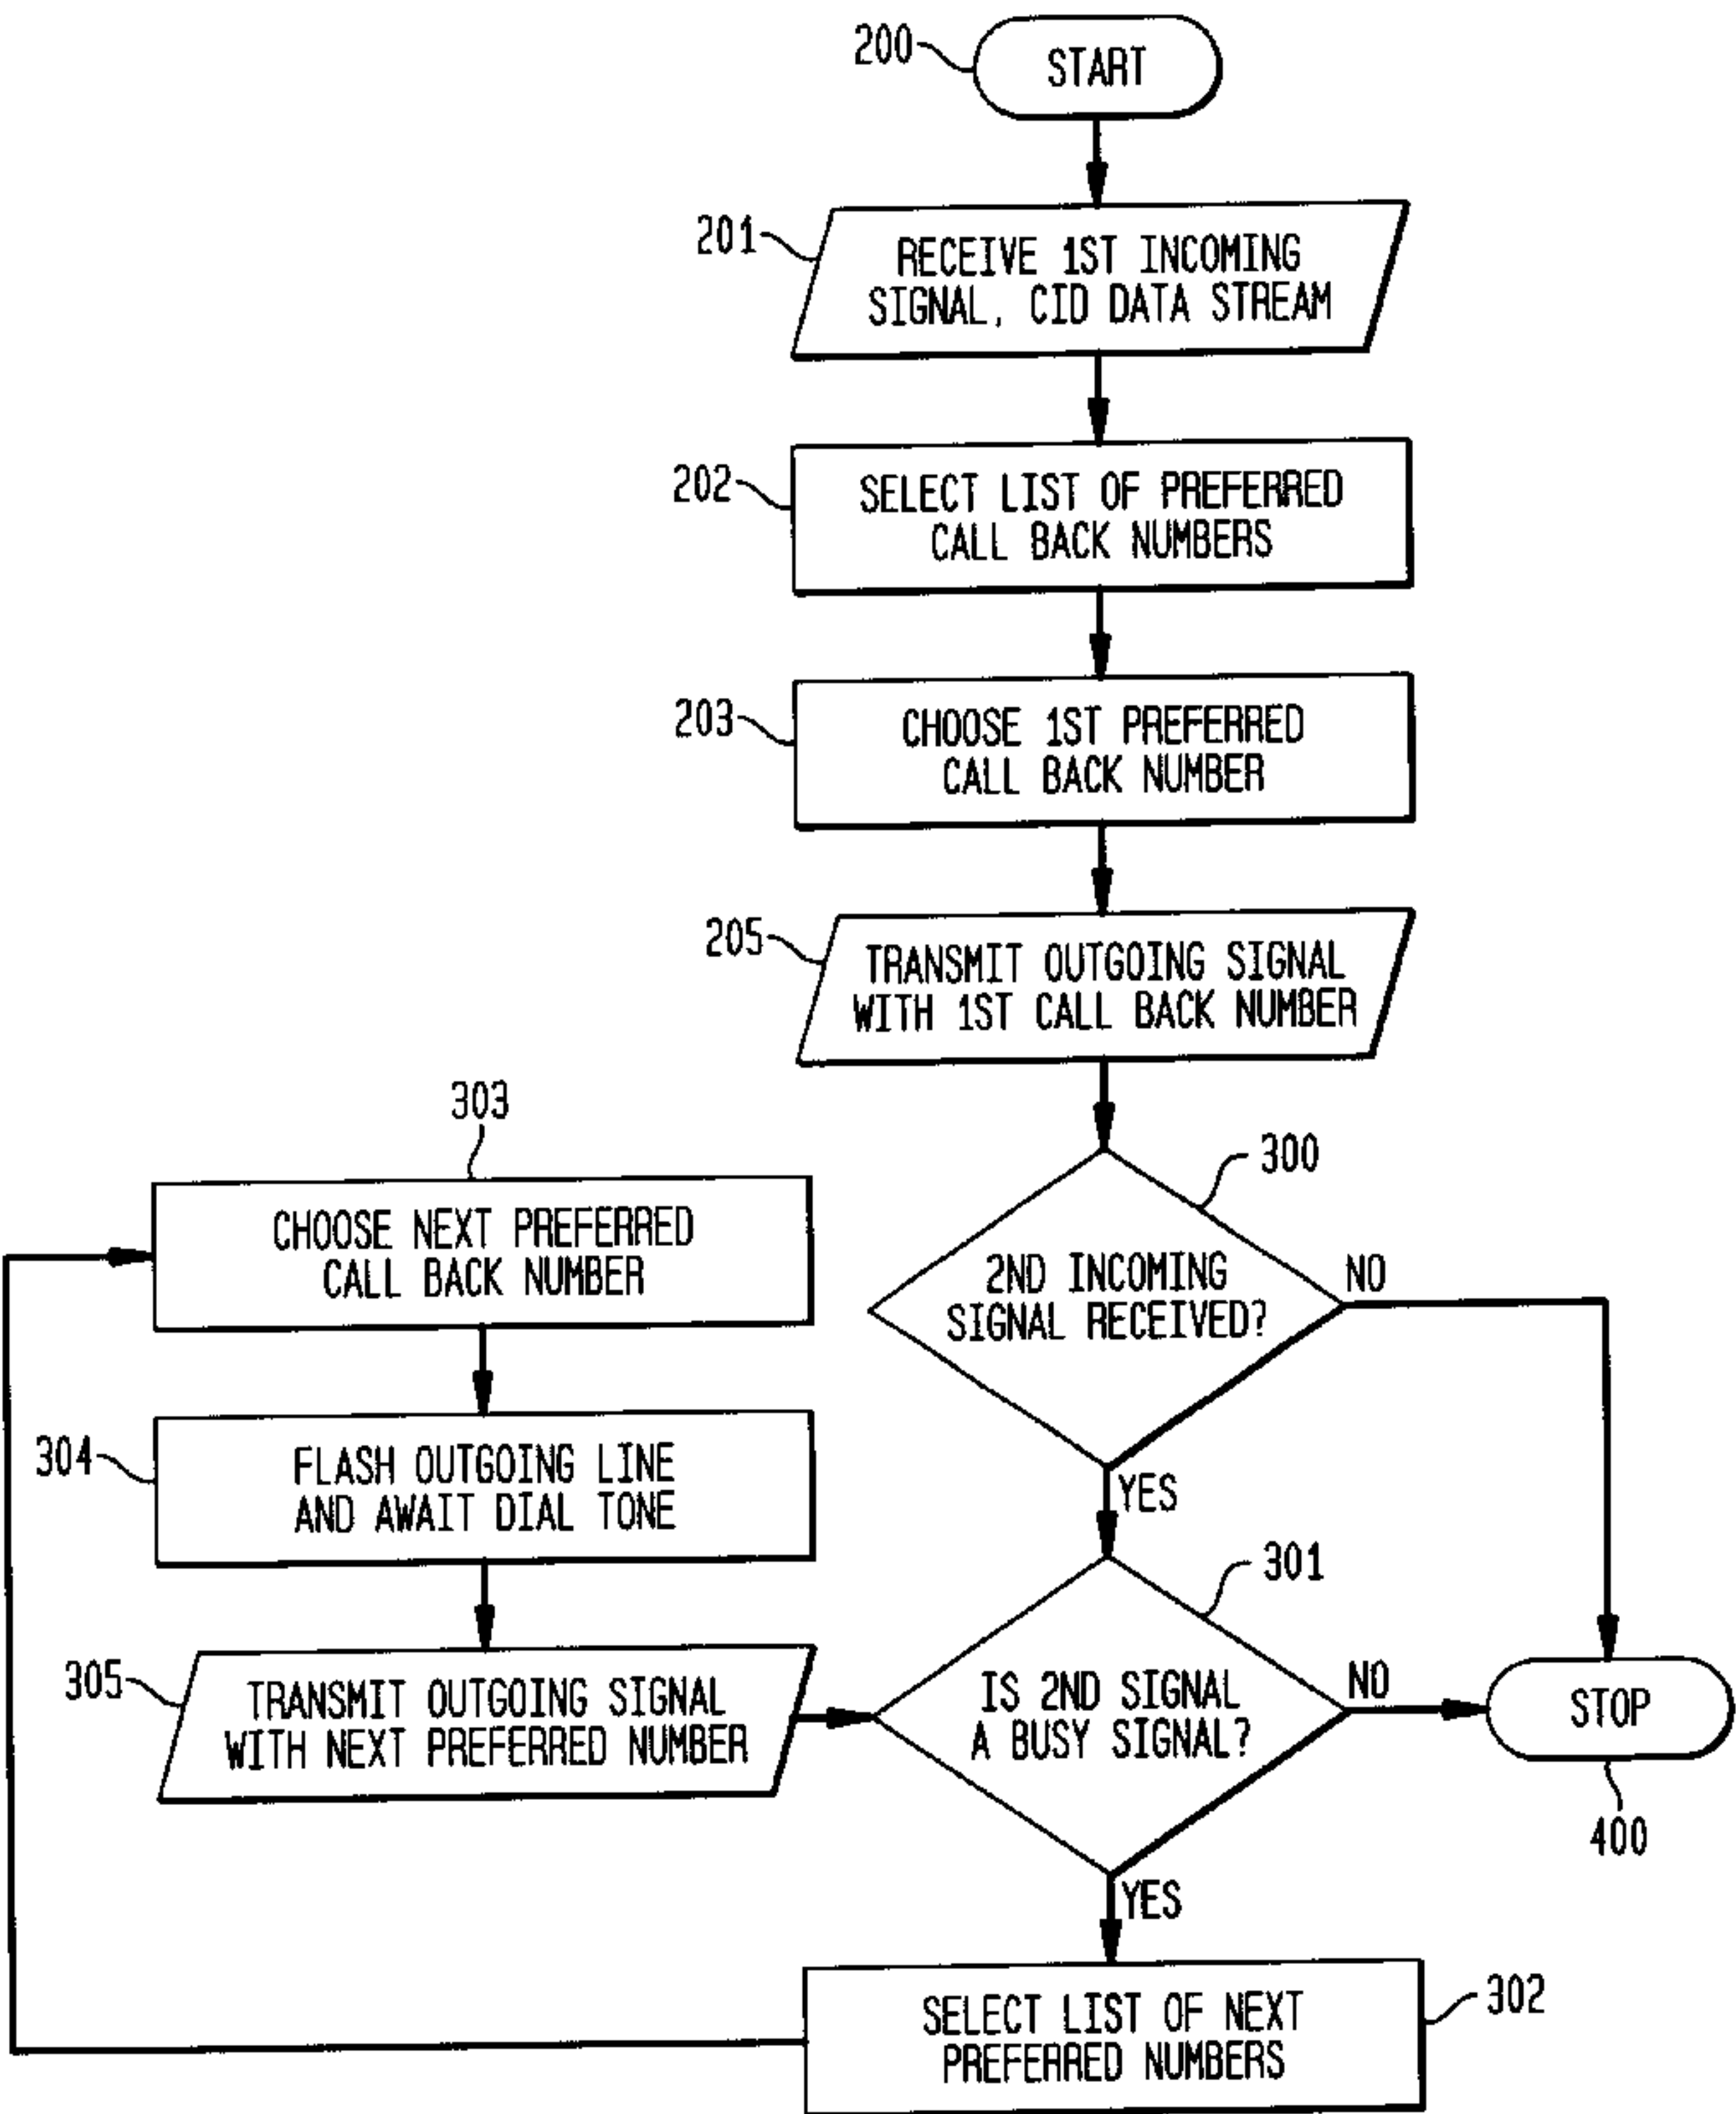 200
START
201
RECEIVE 1ST INCOMING
SIGNAL, CID DATA STREAM
202
SELECT LIST OF PREFERRED
CALL BACK NUMBERS
203
CHOOSE 1ST PREFERRED
CALL BACK NUMBER
205
TRANSMIT OUTGOING SIGNAL
WITH 1ST CALL BACK NUMBER
300
2ND INCOMING
SIGNAL RECEIVED?
NO
YES
301
IS 2ND SIGNAL
A BUSY SIGNAL?
NO
STOP
400
YES
302
SELECT LIST OF NEXT
PREFERRED NUMBERS
303
CHOOSE NEXT PREFERRED
CALL BACK NUMBER
304
FLASH OUTGOING LINE
AND AWAIT DIAL TONE
305
TRANSMIT OUTGOING SIGNAL
WITH NEXT PREFERRED NUMBER